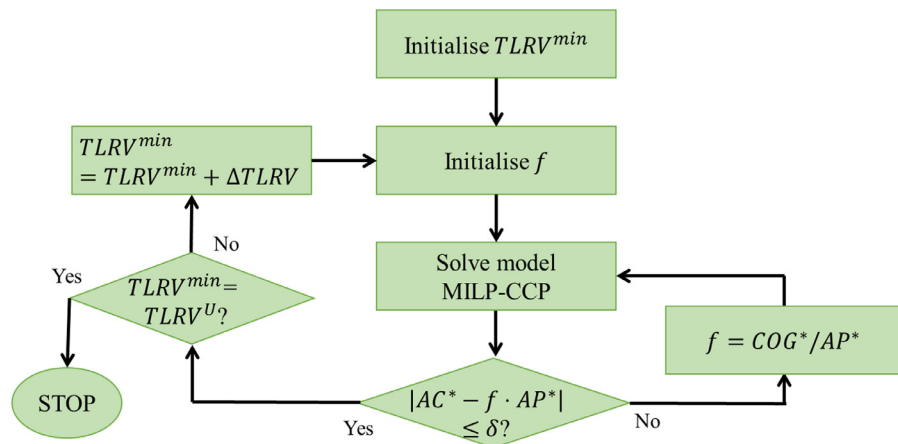 Initialise TLRV^min
TLRV^min
= TLRV^min + ΔTLRV
Initialise f
No
Yes
Solve model
MILP-CCP
TLRV^min =
TLRV^U?
f = COG*/AP*
STOP
|AC* − f · AP*|
≤ δ?
Yes
No